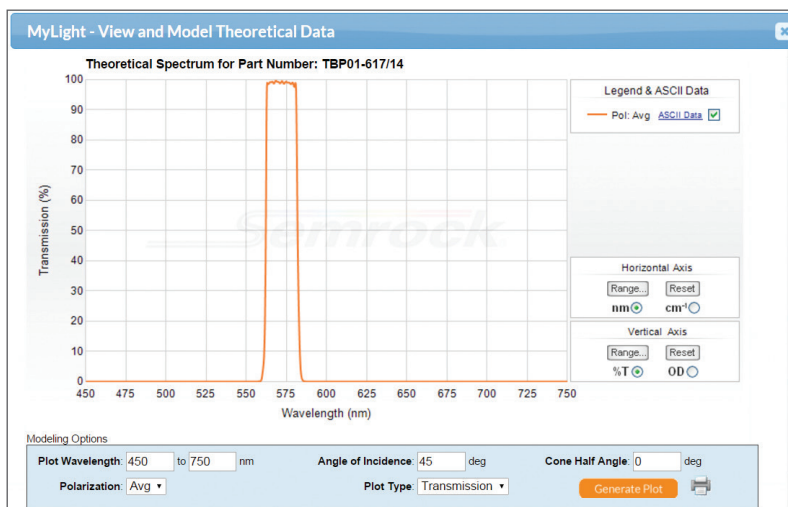 MyLight - View and Model Theoretical Data
Theoretical Spectrum for Part Number: TBP01-617/14
Legend & ASCII Data
Pol: Avg ASCII Data
Transmission (%)
100
90
80
70
60
50
40
30
20
10
0
Semrock
450 475 500 525 550 575 600 625 650 675 700 725 750
Wavelength (nm)
Horizontal Axis
Range... Reset
nm cm-1
Vertical Axis
Range... Reset
%T OD
Modeling Options
Plot Wavelength: 450 to 750 nm Angle of Incidence: 45 deg Cone Half Angle: 0 deg
Polarization: Avg Plot Type: Transmission Generate Plot